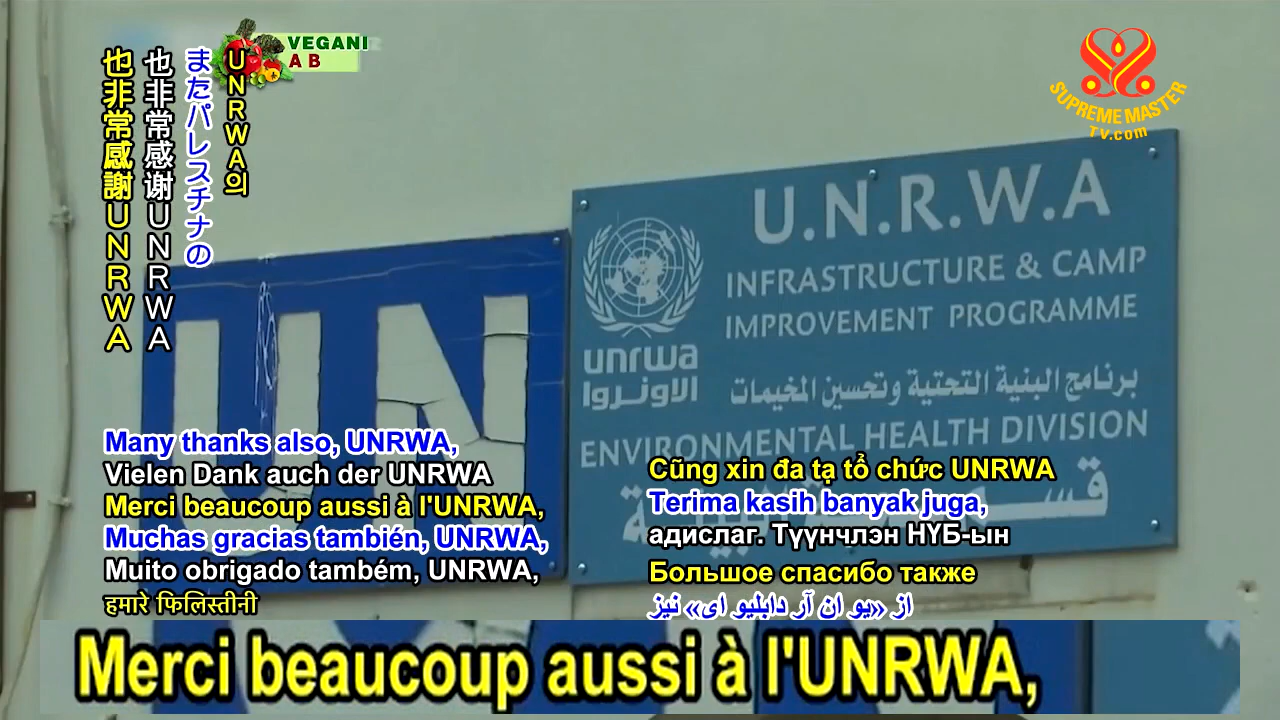 VEGANI
A B
SUPREME MASTER
TV.com
也非常感謝UNRWA
也非常感谢UNRWA
またパレスチナの
UNRWA의
UN
U.N.R.W.A
INFRASTRUCTURE & CAMP
IMPROVEMENT PROGRAMME
unrwa
الاونروا
برنامج البنية التحتية وتحسين المخيمات
ENVIRONMENTAL HEALTH DIVISION
Many thanks also, UNRWA,
Vielen Dank auch der UNRWA
Merci beaucoup aussi à l'UNRWA,
Muchas gracias también, UNRWA,
Muito obrigado também, UNRWA,
हमारे फिलिस्तीनी
Cũng xin đa tạ tổ chức UNRWA
Terima kasih banyak juga,
адислаг. Түүнчлэн НҮБ-ын
Большое спасибо также
از «یو ان آر دابلیو ای» نیز
Merci beaucoup aussi à l'UNRWA,